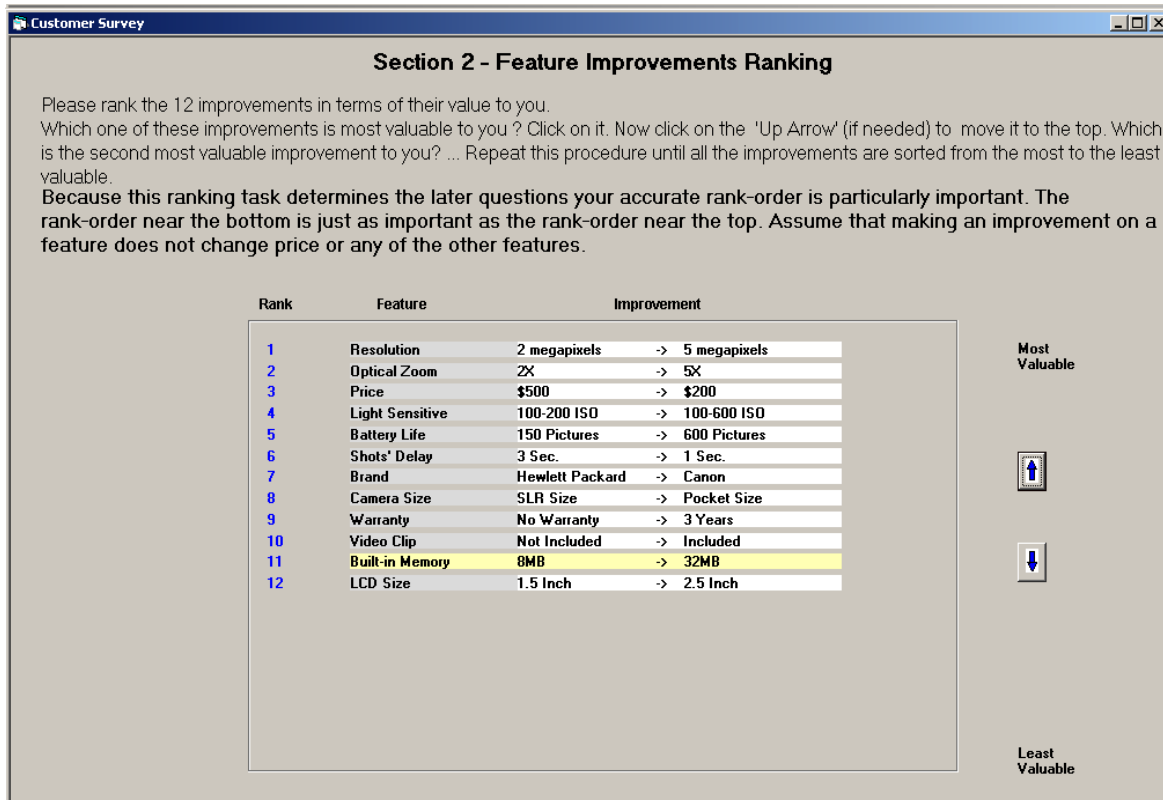 Customer Survey
Section 2 - Feature Improvements Ranking
Please rank the 12 improvements in terms of their value to you.
Which one of these improvements is most valuable to you ? Click on it. Now click on the 'Up Arrow' (if needed) to move it to the top. Which
is the second most valuable improvement to you? ... Repeat this procedure until all the improvements are sorted from the most to the least
valuable.
Because this ranking task determines the later questions your accurate rank-order is particularly important. The
rank-order near the bottom is just as important as the rank-order near the top. Assume that making an improvement on a
feature does not change price or any of the other features.
Rank Feature Improvement
1 Resolution 2 megapixels -> 5 megapixels
2 Optical Zoom 2X -> 5X
3 Price $500 -> $200
4 Light Sensitive 100-200 ISO -> 100-600 ISO
5 Battery Life 150 Pictures -> 600 Pictures
6 Shots' Delay 3 Sec. -> 1 Sec.
7 Brand Hewlett Packard -> Canon
8 Camera Size SLR Size -> Pocket Size
9 Warranty No Warranty -> 3 Years
10 Video Clip Not Included -> Included
11 Built-in Memory 8MB -> 32MB
12 LCD Size 1.5 Inch -> 2.5 Inch
Most
Valuable
Least
Valuable